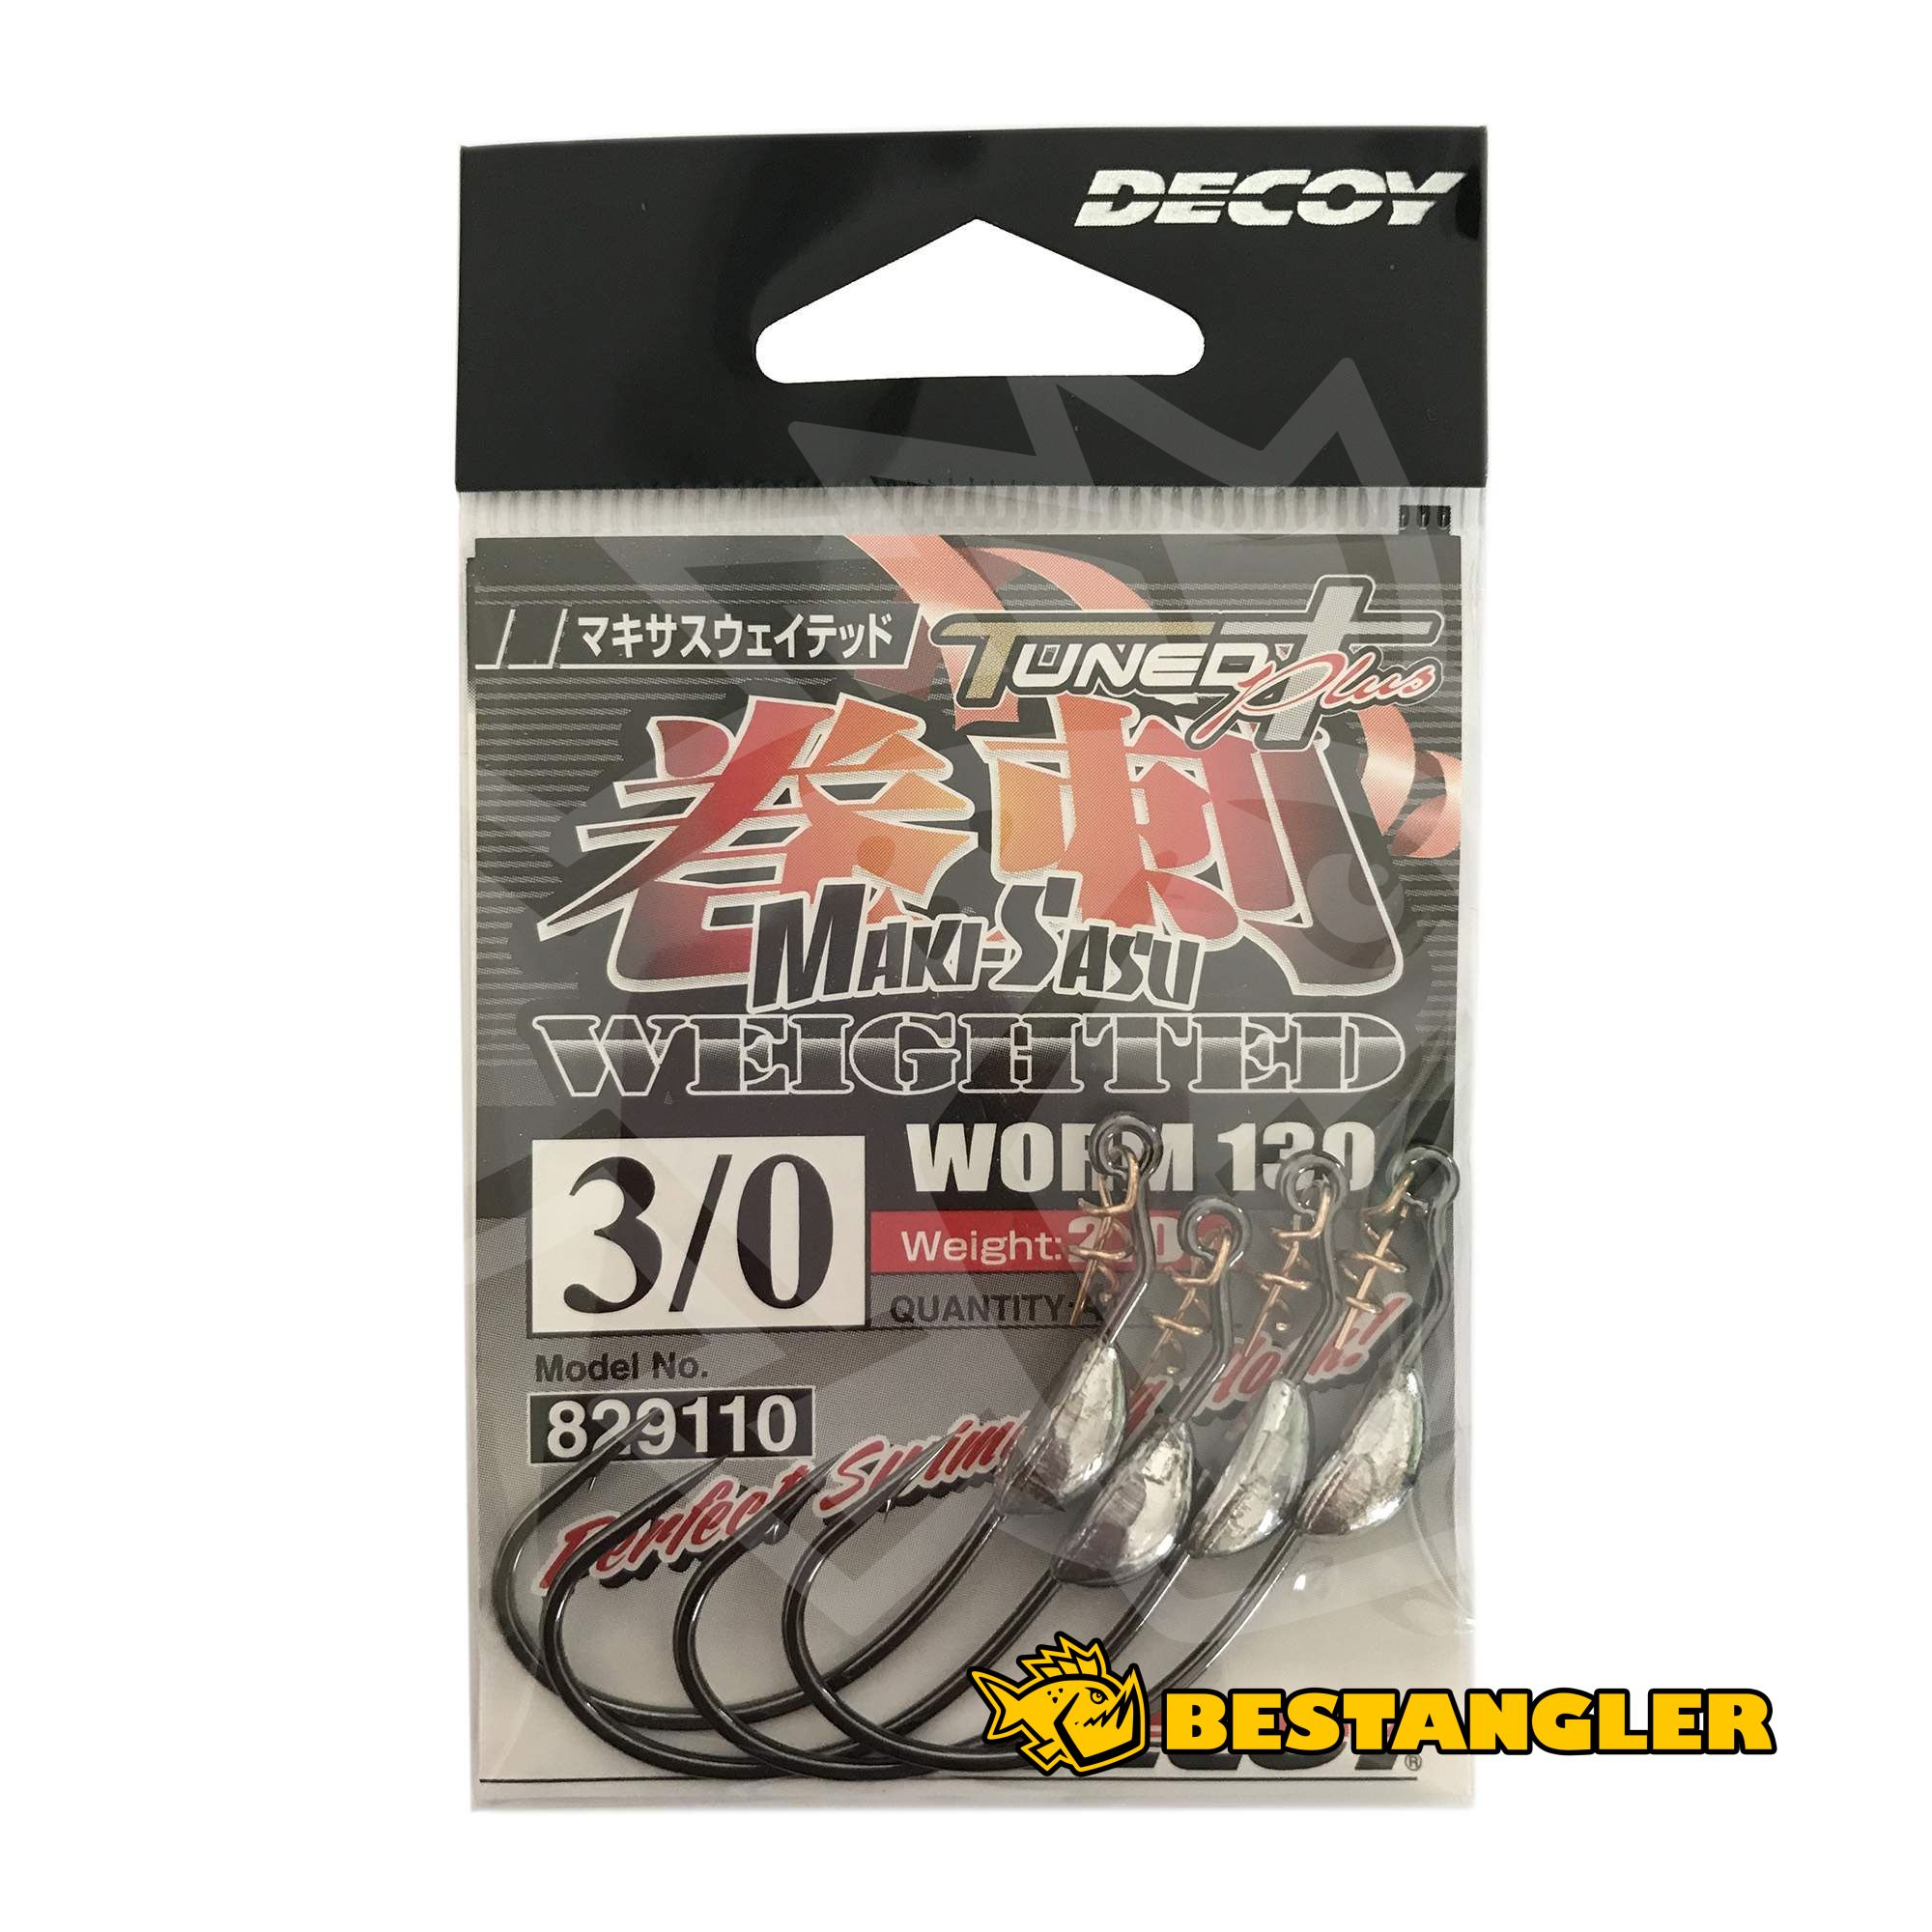 DECOY
マキサスウェイテッド
TUNED Plus
巻刺
MAKI-SASU
WEIGHTED
WORM 130
3/0
Weight:
QUANTITY:
Model No.
829110
Perfect
BESTANGLER
®